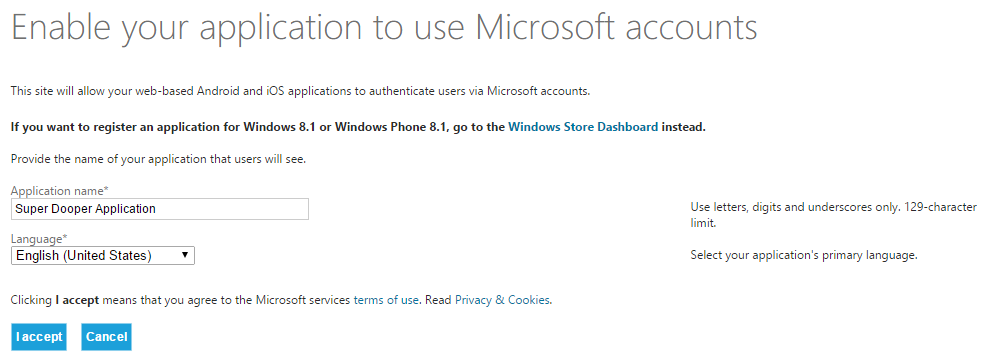 Enable your application to use Microsoft accounts
This site will allow your web-based Android and iOS applications to authenticate users via Microsoft accounts.
If you want to register an application for Windows 8.1 or Windows Phone 8.1, go to the Windows Store Dashboard instead.
Provide the name of your application that users will see.
Application name*
Super Dooper Application
Use letters, digits and underscores only. 129-character
limit.
Language*
English (United States)
Select your application's primary language.
Clicking I accept means that you agree to the Microsoft services terms of use. Read Privacy & Cookies.
I accept Cancel